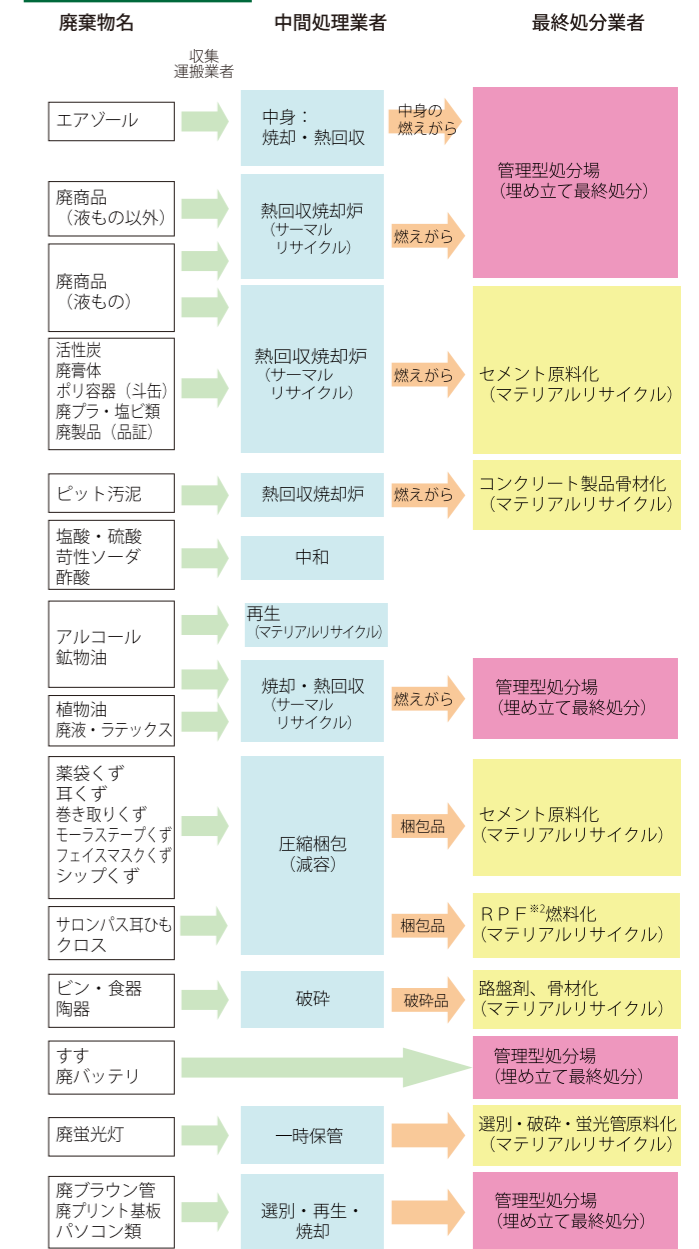 廃棄物名
中間処理業者
最終処分業者
収集
運搬業者
エアゾール
中身：
焼却・熱回収
中身の
燃えがら
管理型処分場
（埋め立て最終処分）
廃商品
（液もの以外）
熱回収焼却炉
（サーマル
リサイクル）
燃えがら
廃商品
（液もの）
活性炭
廃膏体
ポリ容器（斗缶）
廃プラ・塩ビ類
廃製品（品証）
熱回収焼却炉
（サーマル
リサイクル）
燃えがら
セメント原料化
（マテリアルリサイクル）
ピット汚泥
熱回収焼却炉
燃えがら
コンクリート製品骨材化
（マテリアルリサイクル）
塩酸・硫酸
苛性ソーダ
酢酸
中和
アルコール
鉱物油
再生
（マテリアルリサイクル）
焼却・熱回収
（サーマル
リサイクル）
燃えがら
管理型処分場
（埋め立て最終処分）
植物油
廃液・ラテックス
薬袋くず
耳くず
巻き取りくず
モーラステープくず
フェイスマスクくず
シップくず
圧縮梱包
（減容）
梱包品
セメント原料化
（マテリアルリサイクル）
サロンパス耳ひも
クロス
梱包品
ＲＰＦ※2燃料化
（マテリアルリサイクル）
ビン・食器
陶器
破砕
破砕品
路盤剤、骨材化
（マテリアルリサイクル）
すす
廃バッテリ
管理型処分場
（埋め立て最終処分）
廃蛍光灯
一時保管
選別・破砕・蛍光管原料化
（マテリアルリサイクル）
廃ブラウン管
廃プリント基板
パソコン類
選別・再生・
焼却
管理型処分場
（埋め立て最終処分）